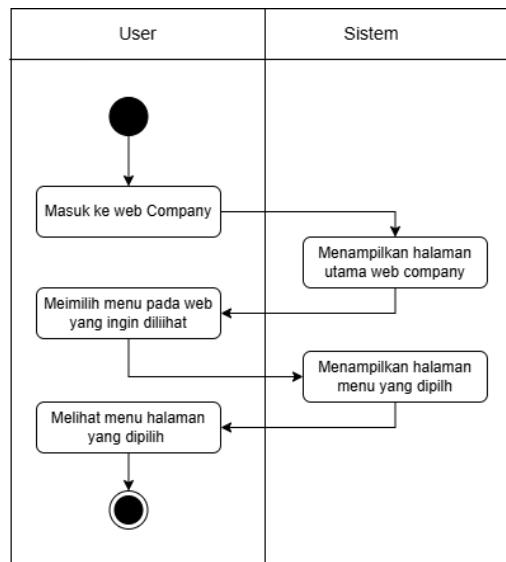 User
Sistem
Masuk ke web Company
Menampilkan halaman
utama web company
Meimilih menu pada web
yang ingin diliihat
Menampilkan halaman
menu yang dipilh
Melihat menu halaman
yang dipilih